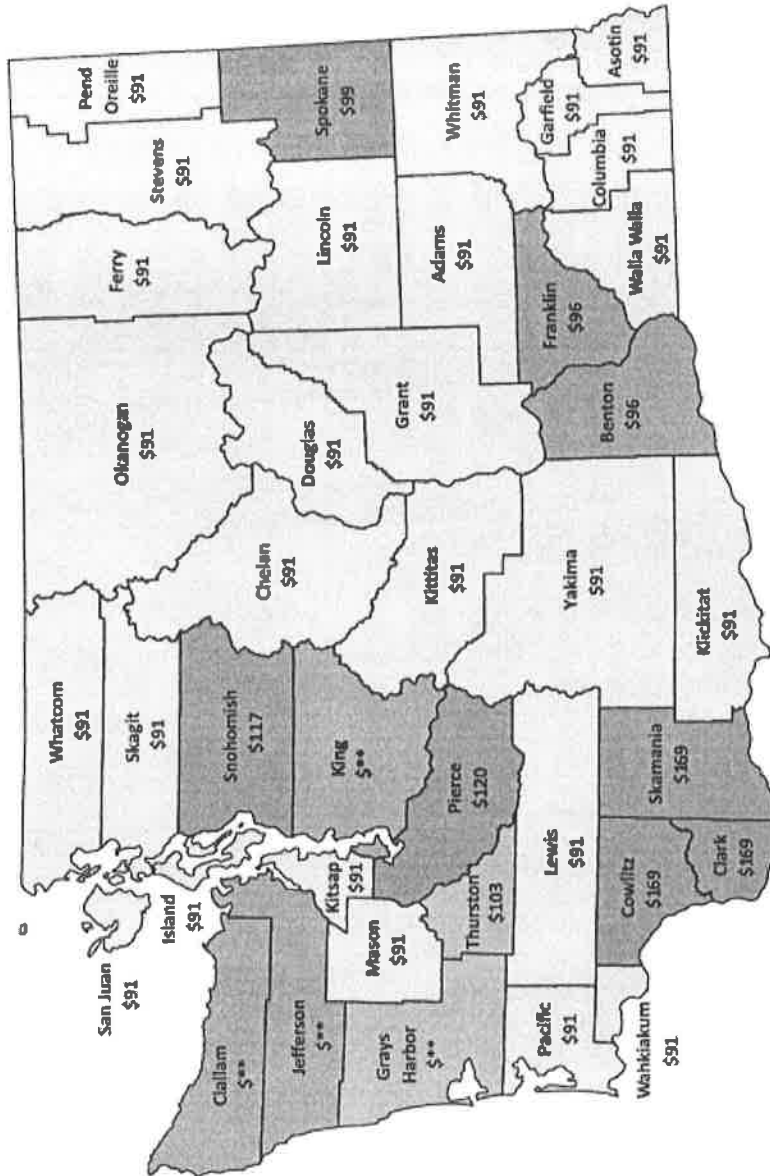 San Juan
$91
Whatcom
$91
Okanogan
$91
Ferry
$91
Stevens
$91
Pend
Oreille
$91
Skagit
$91
Island
$91
Clallam
$**
Snohomish
$117
Chelan
$91
Douglas
$91
Lincoln
$91
Spokane
$99
Jefferson
$**
Kitsap
$91
King
$**
Grant
$91
Adams
$91
Whitman
$91
Grays
Harbor
$**
Mason
$91
Kittitas
$91
Thurston
$103
Pierce
$120
Pacific
$91
Lewis
$91
Yakima
$91
Franklin
$96
Benton
$96
Garfield
$91
Columbia
$91
Walla Walla
$91
Asotin
$91
Wahkiakum
$91
Cowlitz
$169
Skamania
$169
Klickitat
$91
Clark
$169